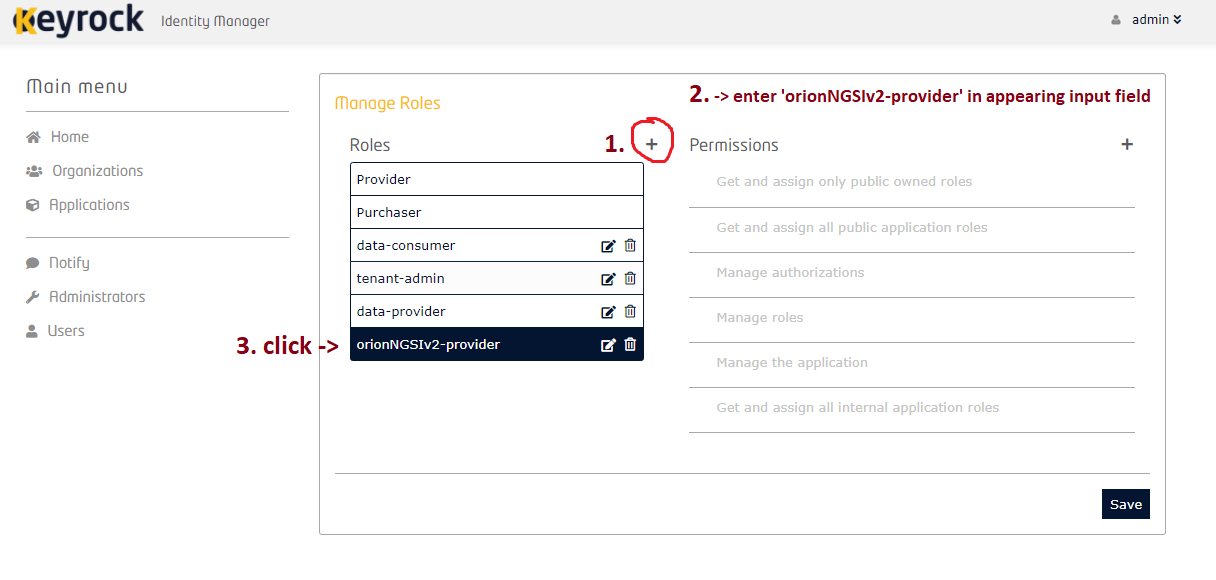 Keyrock Identity Manager
admin
Main menu
Home
Organizations
Applications
Notify
Administrators
Users
Manage Roles
2. -> enter 'orionNGSIv2-provider' in appearing input field
Roles
1. +
Provider
Purchaser
data-consumer
tenant-admin
data-provider
3. click ->
orionNGSIv2-provider
Permissions +
Get and assign only public owned roles
Get and assign all public application roles
Manage authorizations
Manage roles
Manage the application
Get and assign all internal application roles
Save